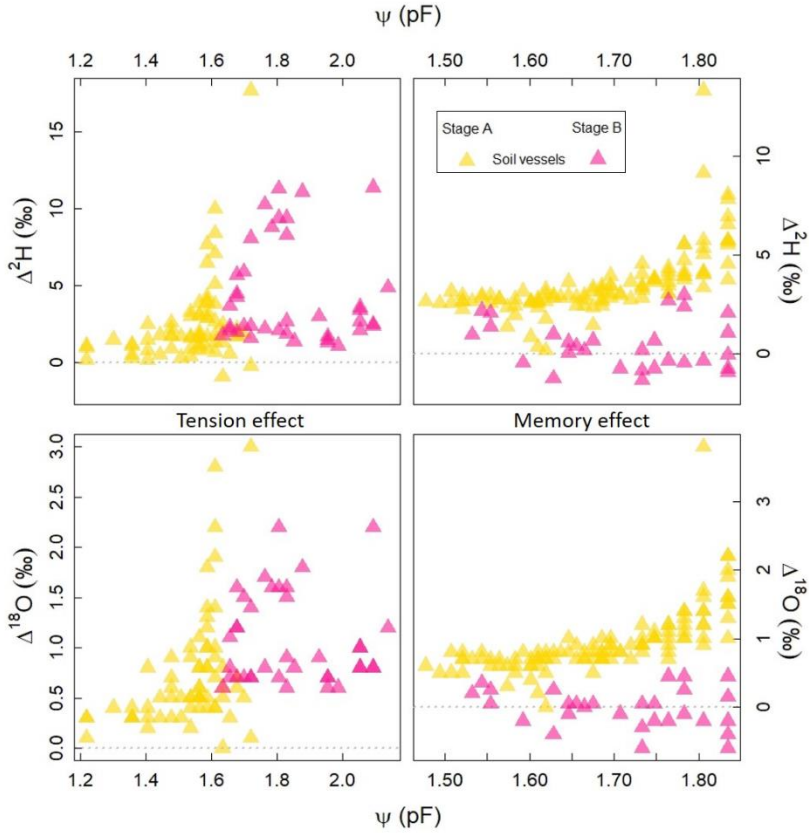 ψ (pF)
1.2 1.4 1.6 1.8 2.0
1.50 1.60 1.70 1.80
Δ²H (‰)
0 5 10 15
Stage A Stage B
Soil vessels
Δ²H (‰)
0 5 10
Tension effect
Memory effect
Δ¹⁸O (‰)
0.0 0.5 1.0 1.5 2.0 2.5 3.0
Δ¹⁸O (‰)
0 1 2 3
1.2 1.4 1.6 1.8 2.0
1.50 1.60 1.70 1.80
ψ (pF)